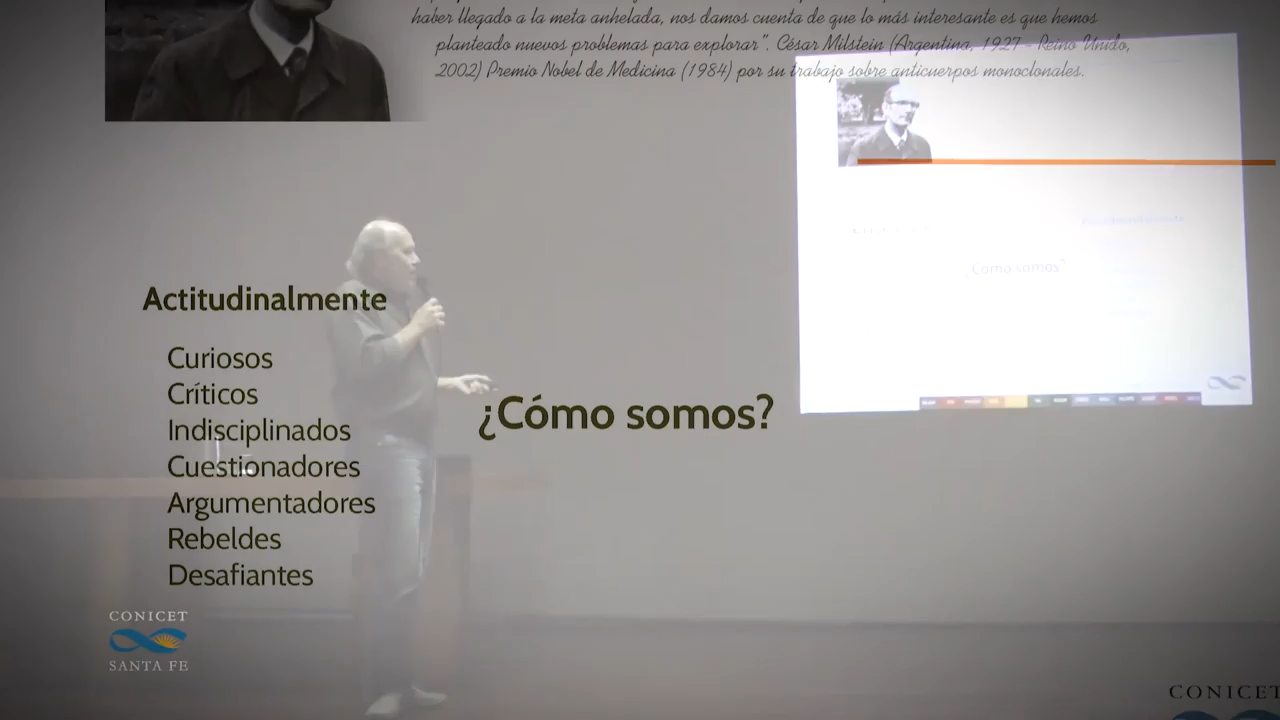 haber llegado a la meta anhelada, nos damos cuenta de que lo más interesante es que hemos
planteado nuevos problemas para explorar". César Milstein (Argentina, 1927 - Reino Unido,
2002) Premio Nobel de Medicina (1984) por su trabajo sobre anticuerpos monoclonales.
¿Cómo somos?
Actitudinalmente
Curiosos
Críticos
Indisciplinados
Cuestionadores
Argumentadores
Rebeldes
Desafiantes
¿Cómo somos?
CONICET
SANTA FE
CONICET